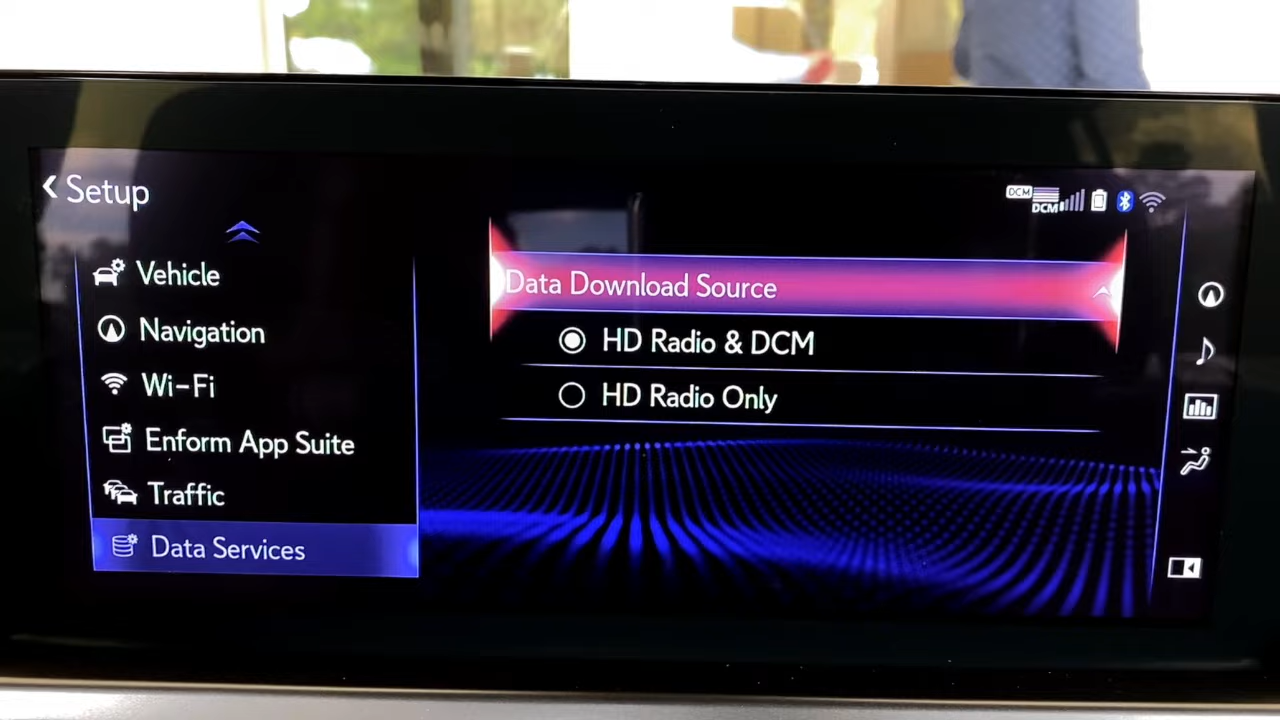 Setup
DCM
DCM
Vehicle
Navigation
Wi-Fi
Enform App Suite
Traffic
Data Services
Data Download Source
HD Radio & DCM
HD Radio Only